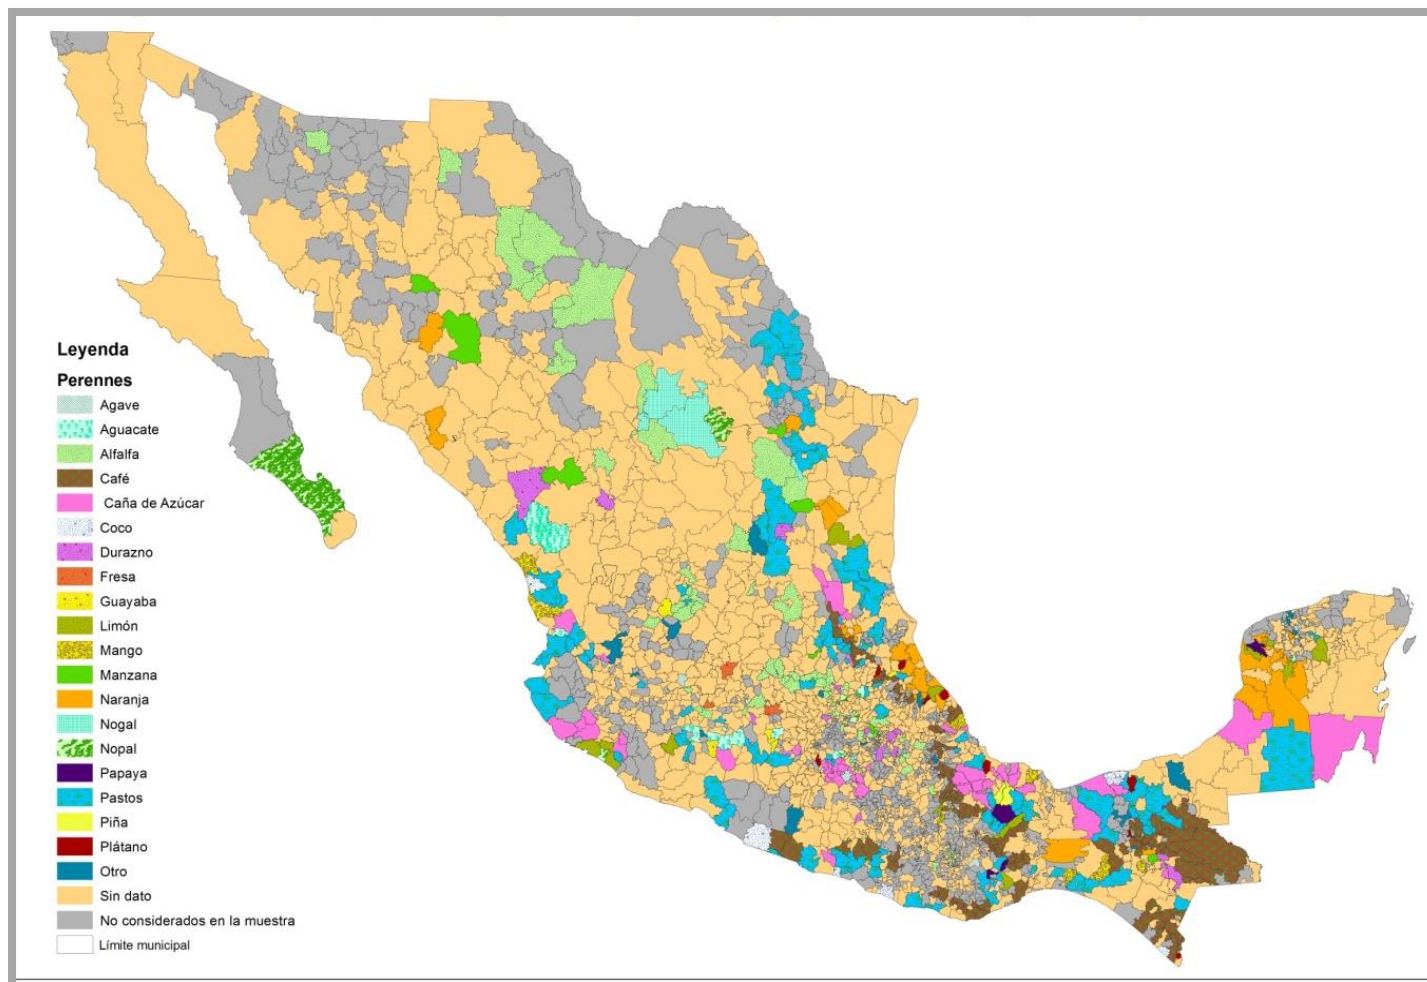 Leyenda
Perennes
Agave
Aguacate
Alfalfa
Café
Caña de Azúcar
Coco
Durazno
Fresa
Guayaba
Limón
Mango
Manzana
Naranja
Nogal
Nopal
Papaya
Pastos
Piña
Plátano
Otro
Sin dato
No considerados en la muestra
Límite municipal